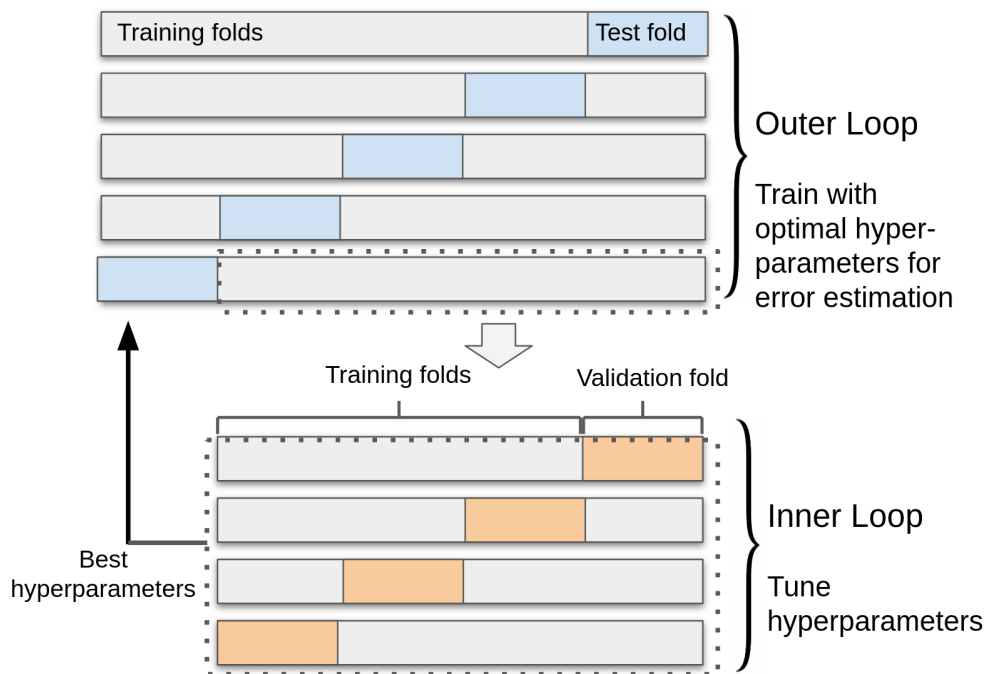 Training folds
Test fold
Outer Loop
Train with
optimal hyper-
parameters for
error estimation
Training folds
Validation fold
Best
hyperparameters
Inner Loop
Tune
hyperparameters